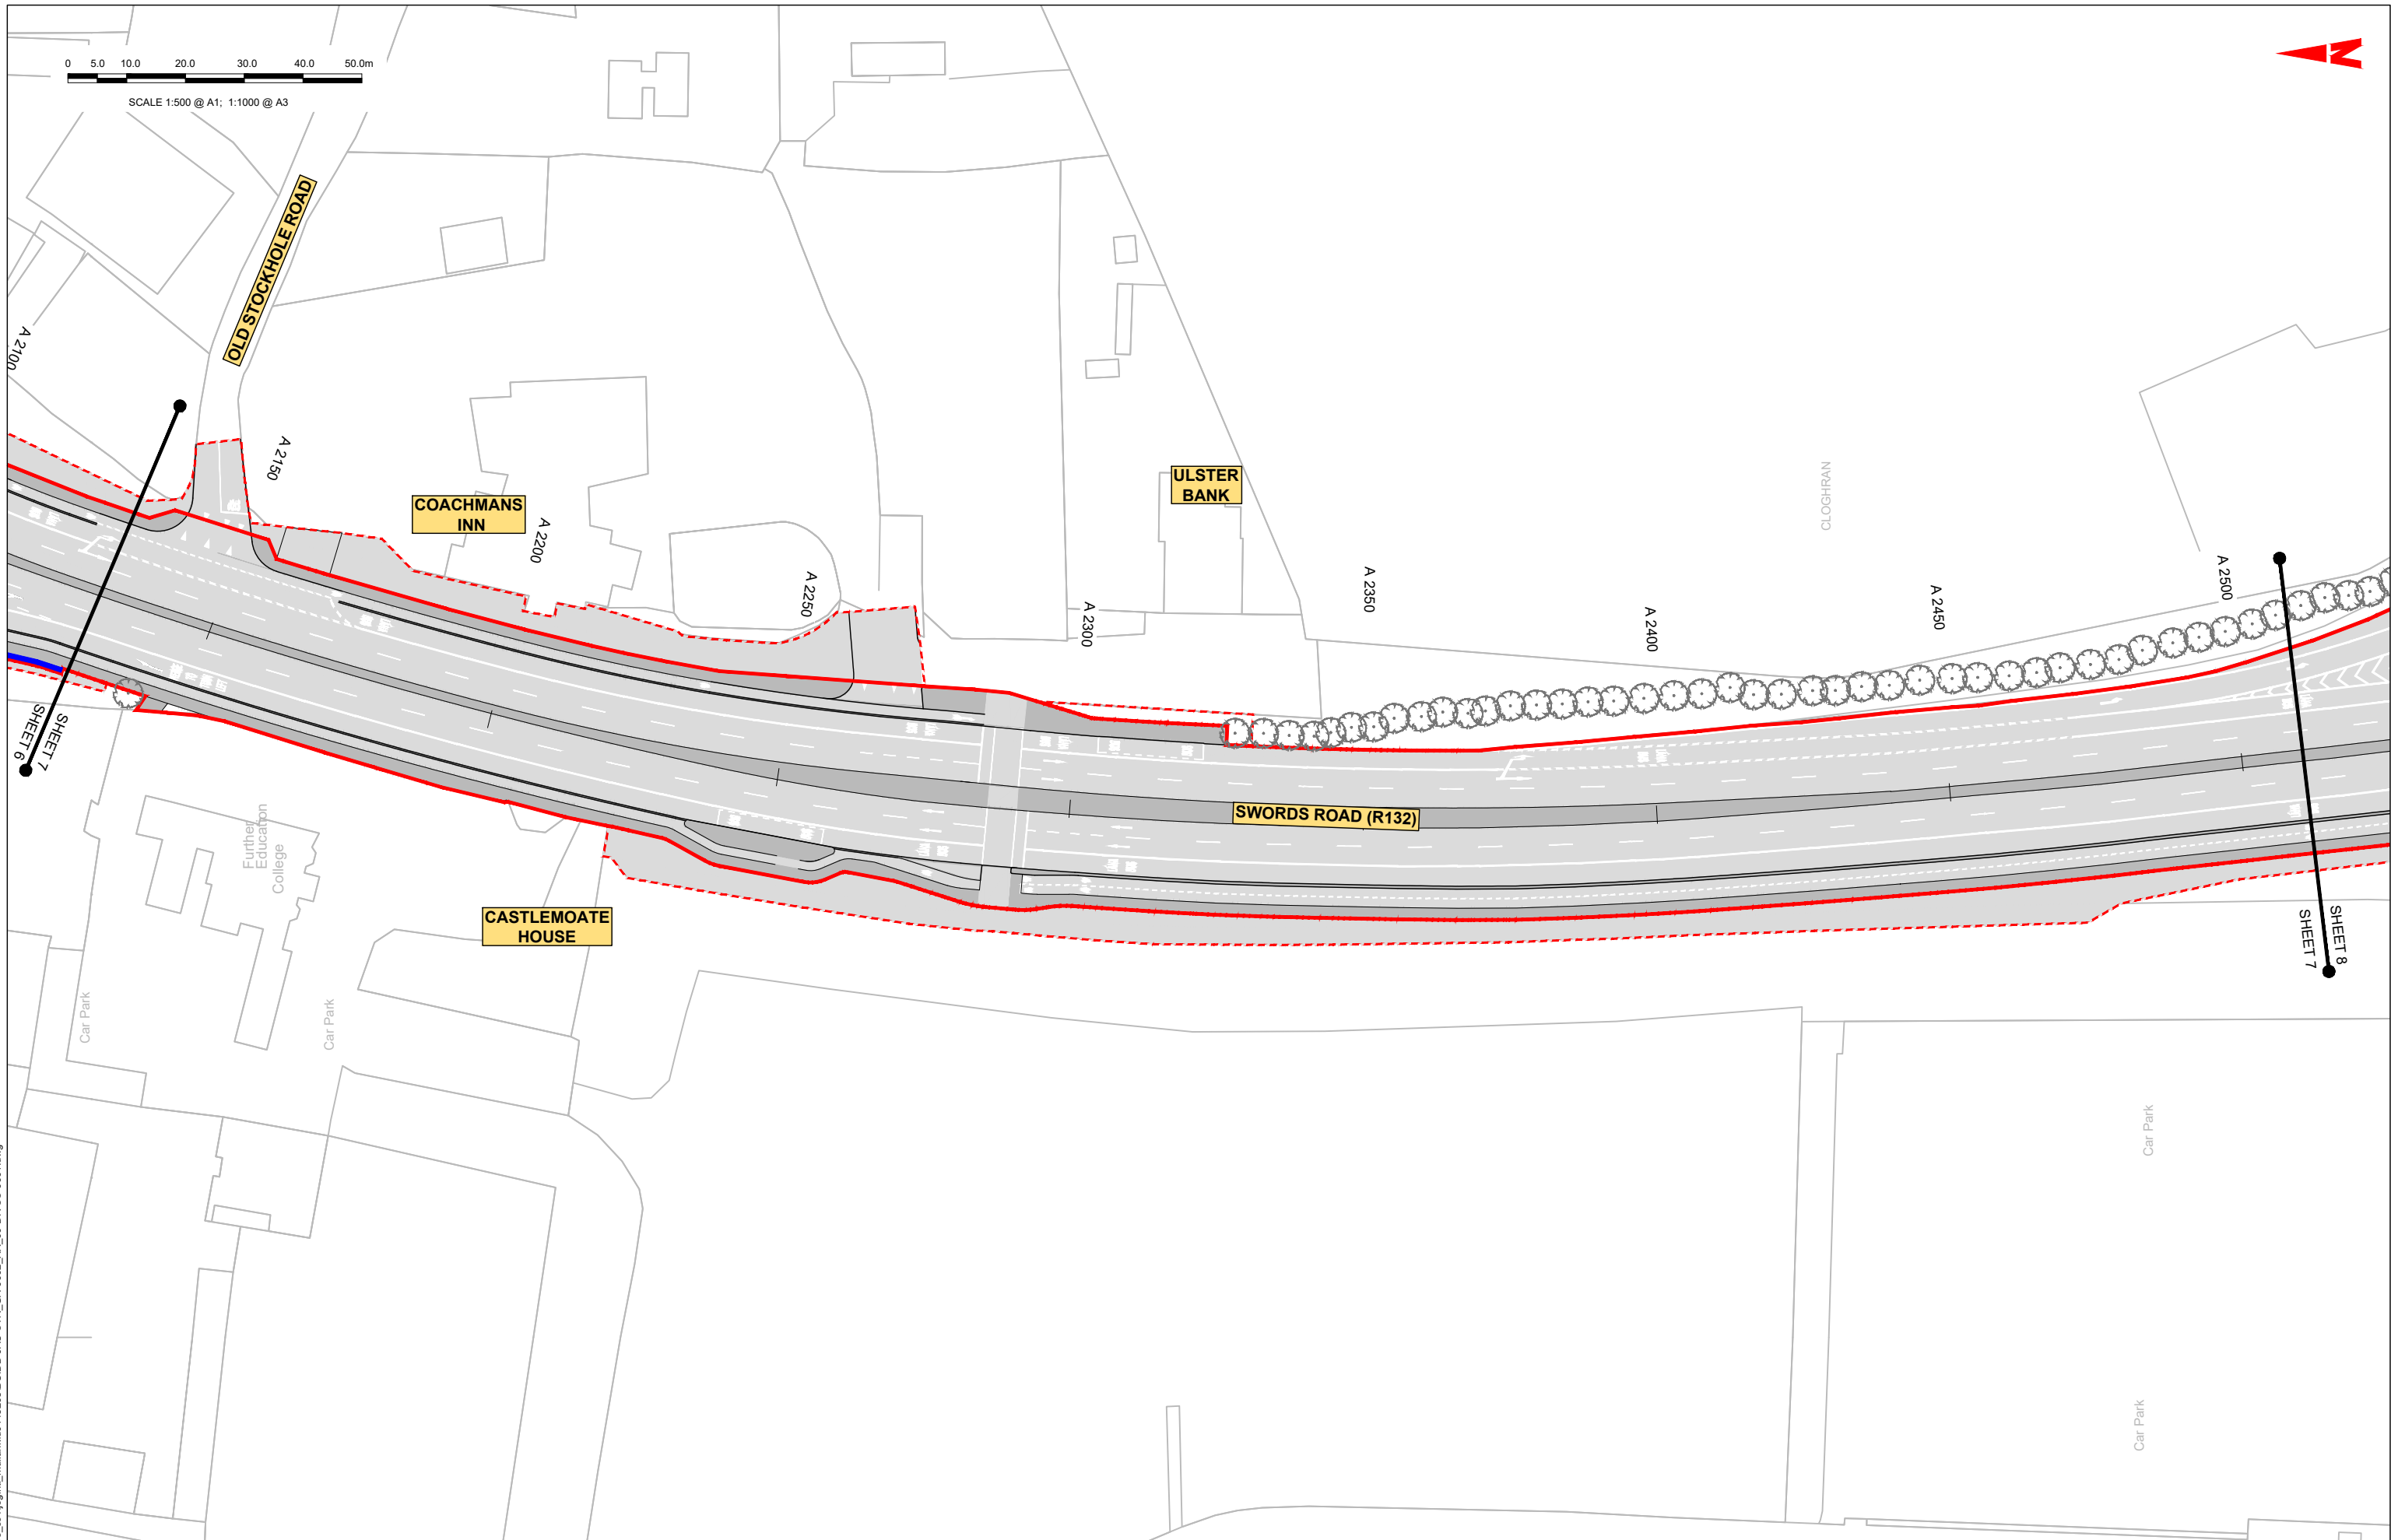 0 5.0 10.0 20.0 30.0 40.0 50.0m
SCALE 1:500 @ A1; 1:1000 @ A3
N
OLD STOCKHOLE ROAD
A 2100
A 2150
COACHMANS
INN
A 2200
A 2250
ULSTER
BANK
A 2300
A 2350
A 2400
A 2450
A 2500
CLOGHRAN
SWORDS ROAD (R132)
SHEET 7
SHEET 6
SHEET 8
SHEET 7
Further
Education
College
CASTLEMOATE
HOUSE
Car Park
Car Park
Car Park
Car Park